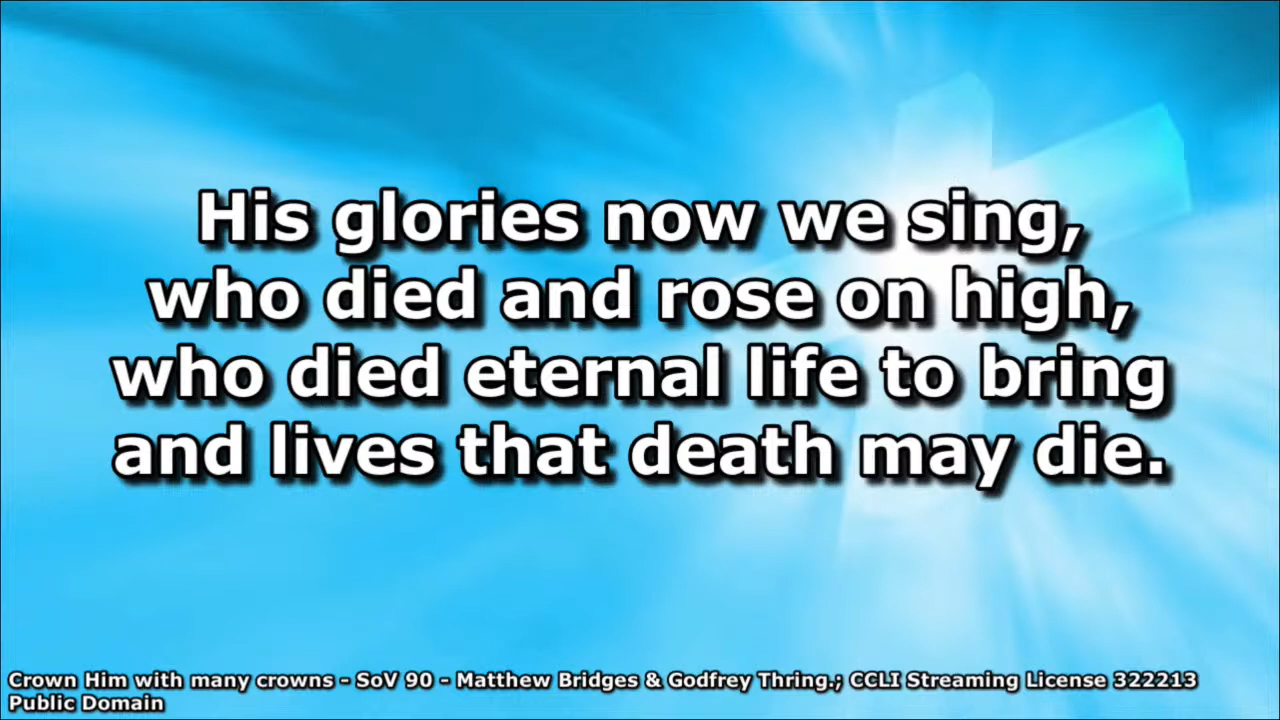 His glories now we sing,
who died and rose on high,
who died eternal life to bring
and lives that death may die.
Crown Him with many crowns - SoV 90 - Matthew Bridges & Godfrey Thring.; CCLI Streaming License 322213
Public Domain